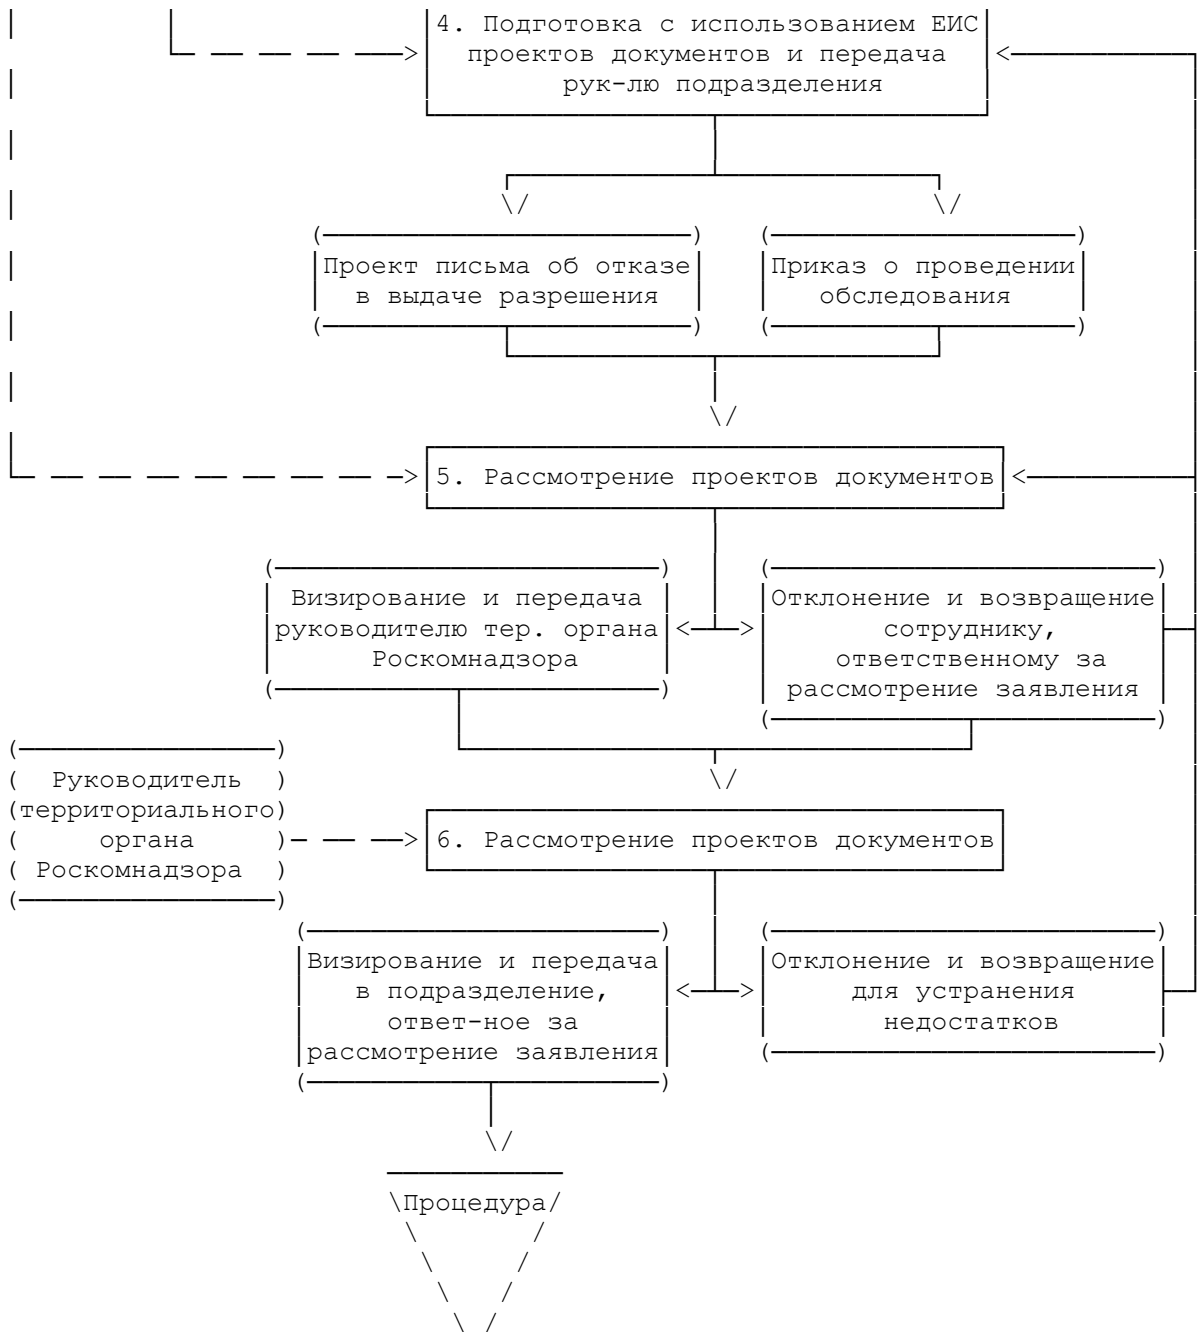 4. Подготовка с использованием ЕИС
проектов документов и передача
рук-лю подразделения
Проект письма об отказе
в выдаче разрешения
Приказ о проведении
обследования
5. Рассмотрение проектов документов
Визирование и передача
руководителю тер. органа
Роскомнадзора
Отклонение и возвращение
сотруднику,
ответственному за
рассмотрение заявления
Руководитель
территориального
органа
Роскомнадзора
6. Рассмотрение проектов документов
Визирование и передача
в подразделение,
ответ-ное за
рассмотрение заявления
Отклонение и возвращение
для устранения
недостатков
Процедура